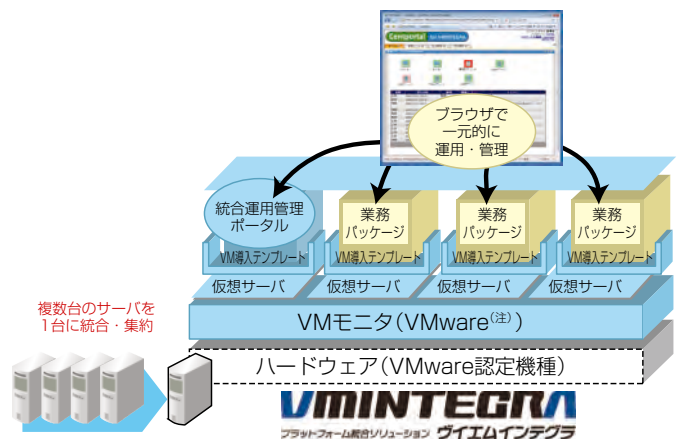 Centportal
ブラウザで
一元的に
運用・管理
統合運用管理
ポータル
業務
パッケージ
業務
パッケージ
業務
パッケージ
VM導入テンプレート
VM導入テンプレート
VM導入テンプレート
VM導入テンプレート
仮想サーバ
仮想サーバ
仮想サーバ
仮想サーバ
VMモニタ(VMware(注))
複数台のサーバを
1台に統合・集約
ハードウェア(VMware認定機種)
VMINTEGRA
プラットフォーム統合ソリューション ヴイエムインテグラ